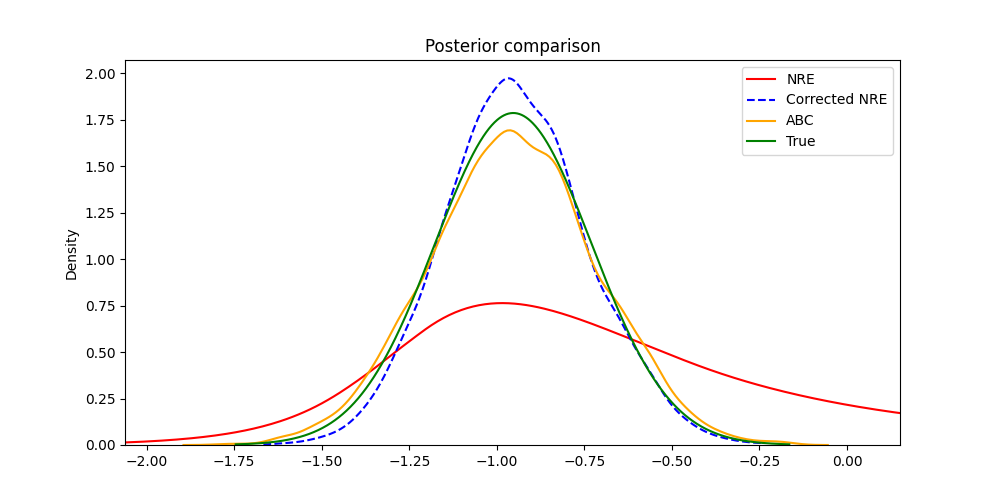 Posterior comparison
NRE
Corrected NRE
ABC
True
Density
2.00
1.75
1.50
1.25
1.00
0.75
0.50
0.25
0.00
−2.00 −1.75 −1.50 −1.25 −1.00 −0.75 −0.50 −0.25 0.00